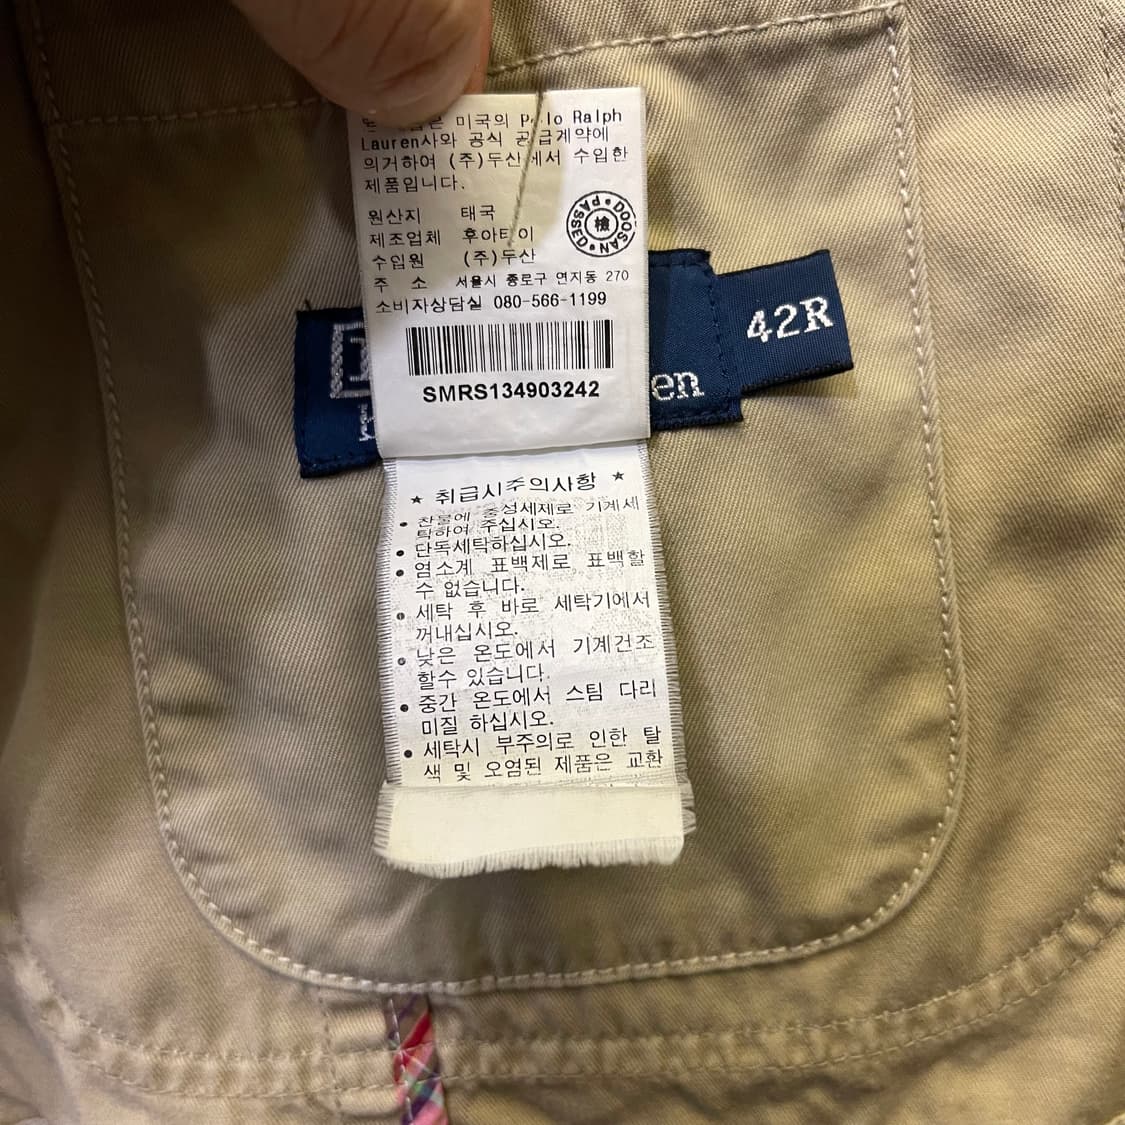 미국의 Polo Ralph
Lauren사와 공식 공급계약에
의거하여 (주)두산에서 수입한
제품입니다.
원산지 태국
제조업체 후아타이
수입원 (주)두산
주 소 서울시 종로구 연지동 270
소비자상담실 080-566-1199
DOOSAN
檢
PASSED
SMRS134903242
42R
en
★ 취급시주의사항 ★
• 찬물에 중성세제로 기계세
탁하여 주십시오.
• 단독세탁하십시오.
• 염소계 표백제로 표백할
수 없습니다.
• 세탁 후 바로 세탁기에서
꺼내십시오.
• 낮은 온도에서 기계건조
할수 있습니다.
• 중간 온도에서 스팀 다리
미질 하십시오.
• 세탁시 부주의로 인한 탈
색 및 오염된 제품은 교환